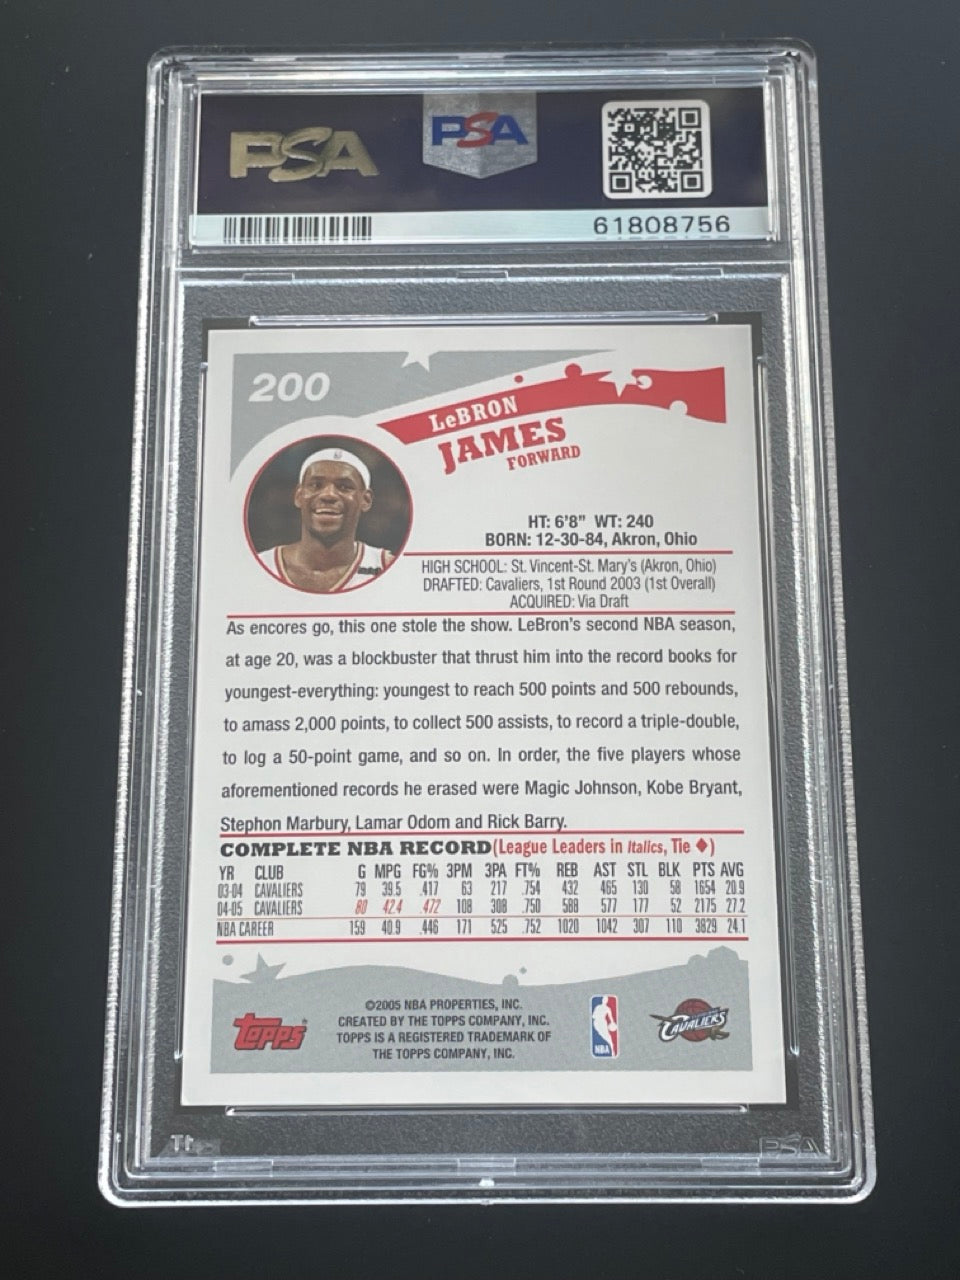 PSA
PSA
61808756
200
LeBRON
JAMES
FORWARD
HT: 6'8" WT: 240
BORN: 12-30-84, Akron, Ohio
HIGH SCHOOL: St. Vincent-St. Mary's (Akron, Ohio)
DRAFTED: Cavaliers, 1st Round 2003 (1st Overall)
ACQUIRED: Via Draft
As encores go, this one stole the show. LeBron's second NBA season,
at age 20, was a blockbuster that thrust him into the record books for
youngest-everything: youngest to reach 500 points and 500 rebounds,
to amass 2,000 points, to collect 500 assists, to record a triple-double,
to log a 50-point game, and so on. In order, the five players whose
aforementioned records he erased were Magic Johnson, Kobe Bryant,
Stephon Marbury, Lamar Odom and Rick Barry.
COMPLETE NBA RECORD (League Leaders in Italics, Tie ♦)
YR CLUB G MPG FG% 3PM 3PA FT% REB AST STL BLK PTS AVG
03-04 CAVALIERS 79 39.5 .417 63 217 .754 432 465 130 58 1654 20.9
04-05 CAVALIERS 80 42.4 .472 108 308 .750 588 577 177 52 2175 27.2
NBA CAREER 159 40.9 .446 171 525 .752 1020 1042 307 110 3829 24.1
©2005 NBA PROPERTIES, INC.
CREATED BY THE TOPPS COMPANY, INC.
TOPPS IS A REGISTERED TRADEMARK OF
THE TOPPS COMPANY, INC.
Topps®
NBA
CAVALIERS
PSA